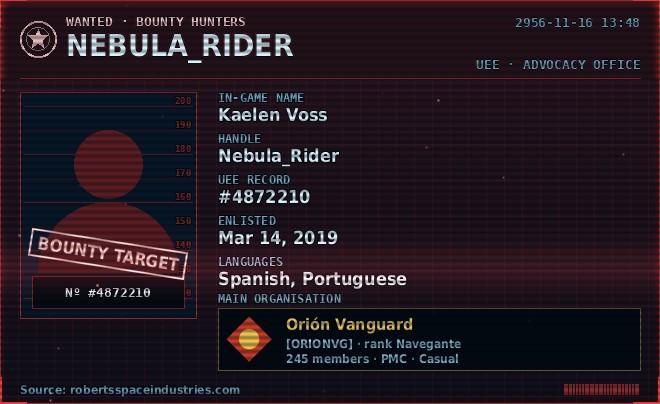 WANTED · BOUNTY HUNTERS
2956-11-16 13:48
NEBULA_RIDER
UEE · ADVOCACY OFFICE
200
190
180
170
160
150
140
BOUNTY TARGET
Nº #4872210
IN-GAME NAME
Kaelen Voss
HANDLE
Nebula_Rider
UEE RECORD
#4872210
ENLISTED
Mar 14, 2019
LANGUAGES
Spanish, Portuguese
MAIN ORGANISATION
Orión Vanguard
[ORIONVG] · rank Navegante
245 members · PMC · Casual
Source: robertsspaceindustries.com